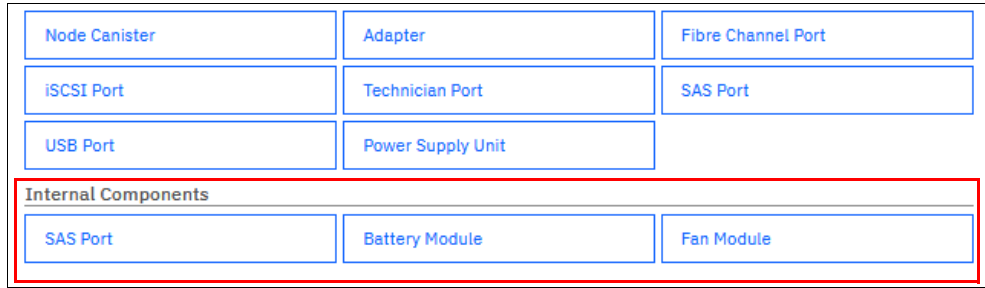 Node Canister Adapter Fibre Channel Port
iSCSI Port Technician Port SAS Port
USB Port Power Supply Unit
Internal Components
SAS Port Battery Module Fan Module